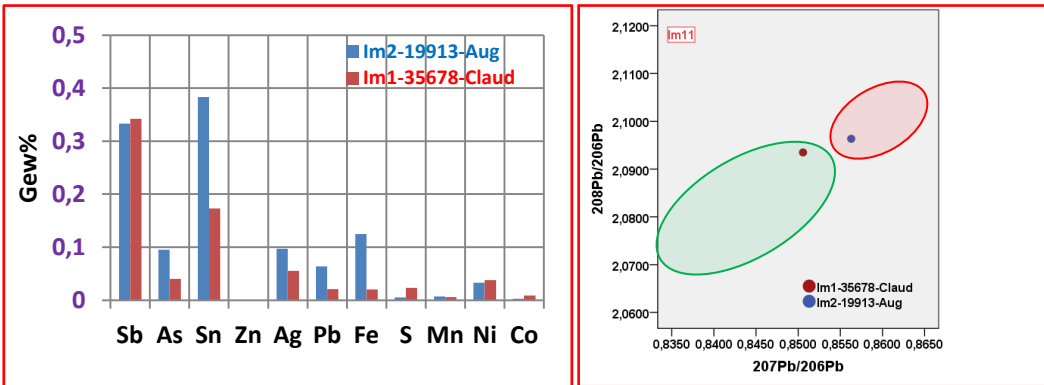 0,5
0,4
0,3
0,2
0,1
0
Gew%
Im2-19913-Aug
Im1-35678-Claud
Sb As Sn Zn Ag Pb Fe S Mn Ni Co
Im11
2,1200
2,1100
2,1000
2,0900
2,0800
2,0700
2,0600
208Pb/206Pb
Im1-35678-Claud
Im2-19913-Aug
0,8350 0,8400 0,8450 0,8500 0,8550 0,8600 0,8650
207Pb/206Pb